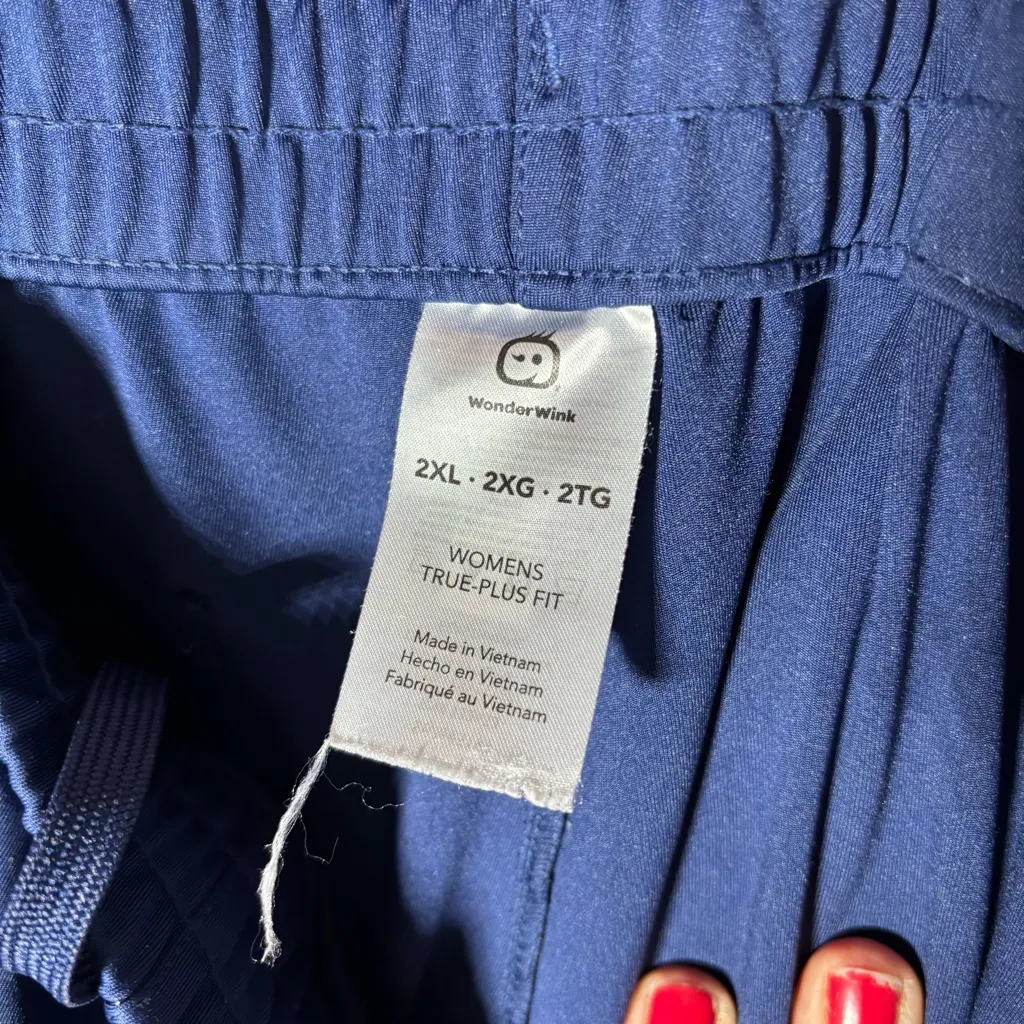 WonderWink
2XL · 2XG · 2TG
WOMENS
TRUE-PLUS FIT
Made in Vietnam
Hecho en Vietnam
Fabriqué au Vietnam